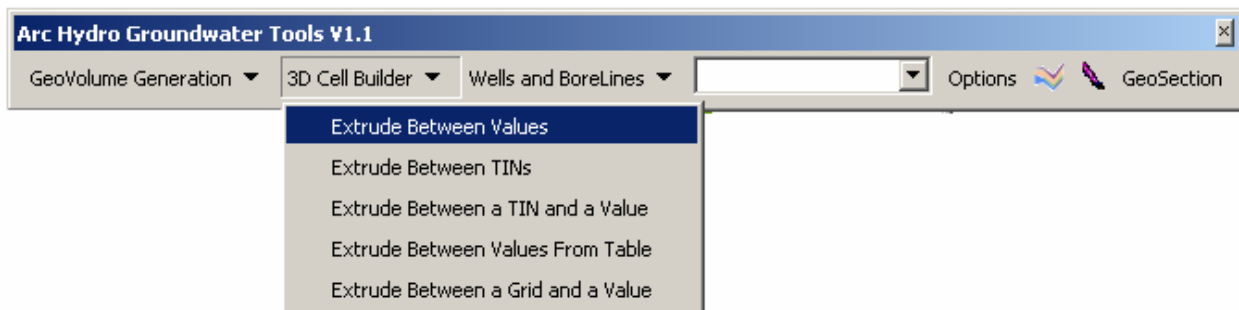 Arc Hydro Groundwater Tools V1.1
GeoVolume Generation 3D Cell Builder Wells and BoreLines Options GeoSection
Extrude Between Values
Extrude Between TINs
Extrude Between a TIN and a Value
Extrude Between Values From Table
Extrude Between a Grid and a Value